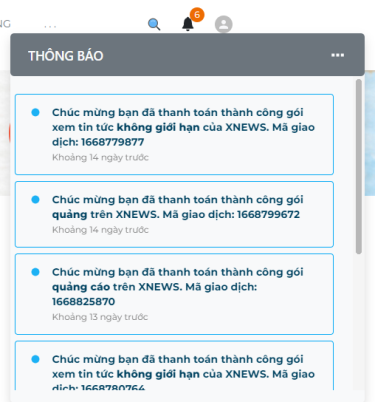 NG
...
6
THÔNG BÁO
Chúc mừng bạn đã thanh toán thành công gói
xem tin tức không giới hạn của XNEWS. Mã giao
dịch: 1668779877
Khoảng 14 ngày trước
Chúc mừng bạn đã thanh toán thành công gói
quảng trên XNEWS. Mã giao dịch: 1668799672
Khoảng 14 ngày trước
Chúc mừng bạn đã thanh toán thành công gói
quảng cáo trên XNEWS. Mã giao dịch:
1668825870
Khoảng 13 ngày trước
Chúc mừng bạn đã thanh toán thành công gói
xem tin tức không giới hạn của XNEWS. Mã giao
dịch: 1668780764